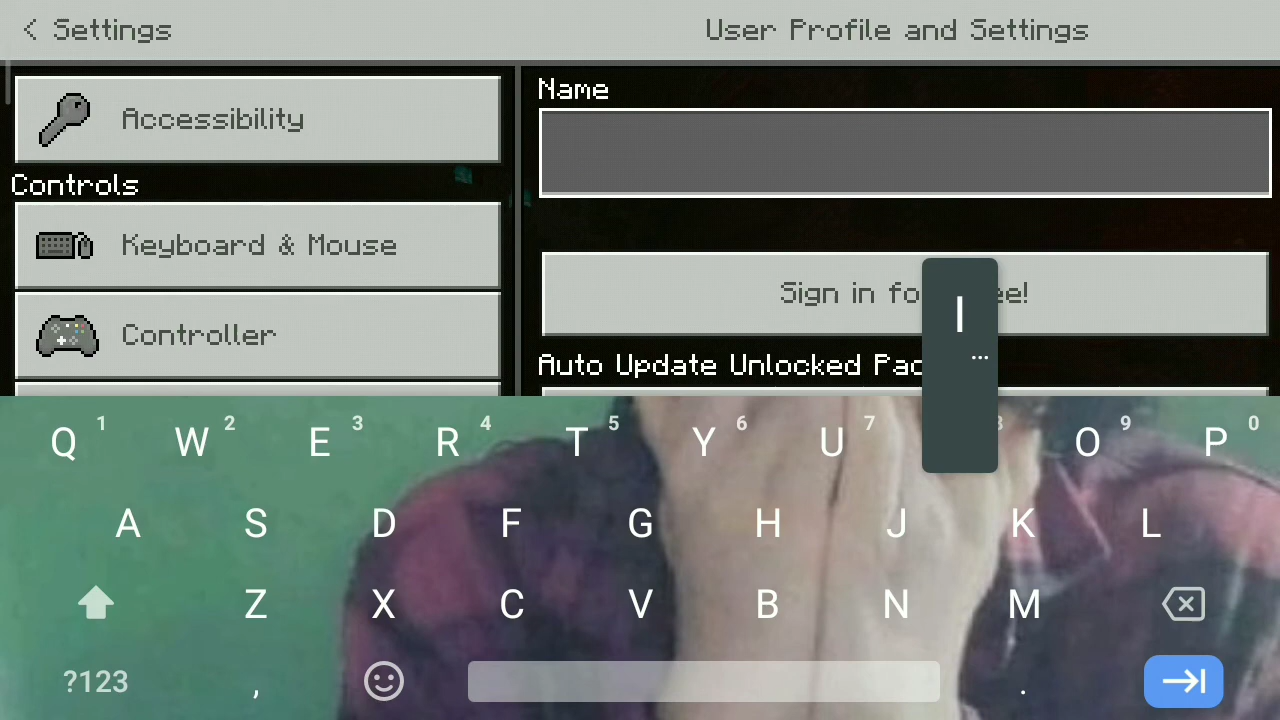 Settings
User Profile and Settings
Accessibility
Name
Controls
Keyboard & Mouse
Sign in fo ee!
Controller
Auto Update Unlocked Pac
I
...
Q 1 W 2 E 3 R 4 T 5 Y 6 U 7 8 O 9 P 0
A S D F G H J K L
Z X C V B N M
?123 , .